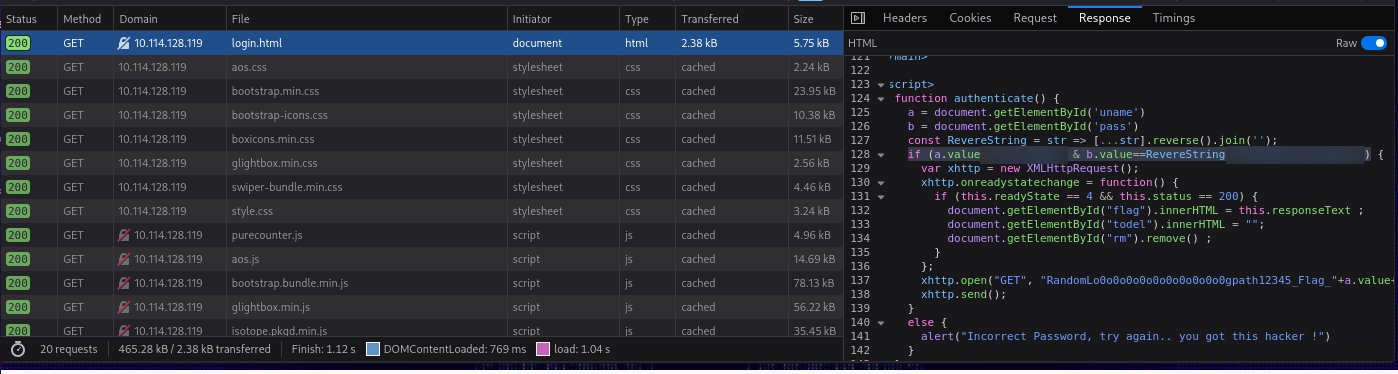 Status Method Domain File Initiator Type Transferred Size
200 GET 10.114.128.119 login.html document html 2.38 kB 5.75 kB
200 GET 10.114.128.119 aos.css stylesheet css cached 2.24 kB
200 GET 10.114.128.119 bootstrap.min.css stylesheet css cached 23.95 kB
200 GET 10.114.128.119 bootstrap-icons.css stylesheet css cached 10.38 kB
200 GET 10.114.128.119 boxicons.min.css stylesheet css cached 11.51 kB
200 GET 10.114.128.119 glightbox.min.css stylesheet css cached 2.56 kB
200 GET 10.114.128.119 swiper-bundle.min.css stylesheet css cached 4.46 kB
200 GET 10.114.128.119 style.css stylesheet css cached 3.24 kB
200 GET 10.114.128.119 purecounter.js script js cached 4.96 kB
200 GET 10.114.128.119 aos.js script js cached 14.69 kB
200 GET 10.114.128.119 bootstrap.bundle.min.js script js cached 78.13 kB
200 GET 10.114.128.119 glightbox.min.js script js cached 56.22 kB
200 GET 10.114.128.119 isotope.pkgd.min.js script js cached 35.45 kB
20 requests 465.28 kB / 2.38 kB transferred Finish: 1.12 s DOMContentLoaded: 769 ms load: 1.04 s
Headers Cookies Request Response Timings
HTML Raw
121 /main>
122
123 script>
124 function authenticate() {
125 a = document.getElementById('uname')
126 b = document.getElementById('pass')
127 const RevereString = str => [...str].reverse().join('');
128 if (a.value & b.value==RevereString ) {
129 var xhttp = new XMLHttpRequest();
130 xhttp.onreadystatechange = function() {
131 if (this.readyState == 4 && this.status == 200) {
132 document.getElementById("flag").innerHTML = this.responseText ;
133 document.getElementById("todel").innerHTML = "";
134 document.getElementById("rm").remove() ;
135 }
136 };
137 xhttp.open("GET", "RandomLo0o0o0o0o0o0o0o0o0o0gpath12345_Flag_"+a.value+
138 xhttp.send();
139 }
140 else {
141 alert("Incorrect Password, try again.. you got this hacker !")
142 }